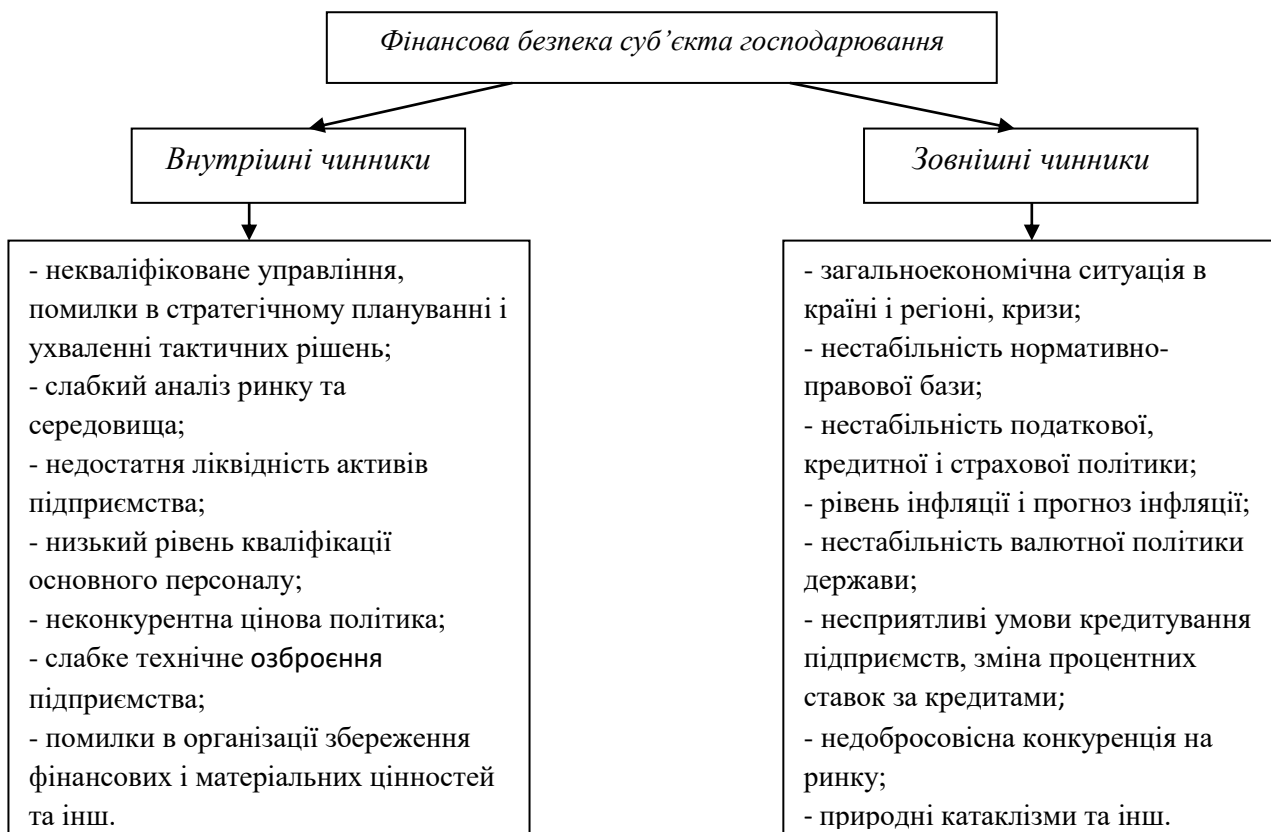 Фінансова безпека суб’єкта господарювання
Внутрішні чинники
Зовнішні чинники
- некваліфіковане управління,
помилки в стратегічному плануванні і
ухваленні тактичних рішень;
- слабкий аналіз ринку та
середовища;
- недостатня ліквідність активів
підприємства;
- низький рівень кваліфікації
основного персоналу;
- неконкурентна цінова політика;
- слабке технічне озброєння
підприємства;
- помилки в організації збереження
фінансових і матеріальних цінностей
та інш.
- загальноекономічна ситуація в
країні і регіоні, кризи;
- нестабільність нормативно-
правової бази;
- нестабільність податкової,
кредитної і страхової політики;
- рівень інфляції і прогноз інфляції;
- нестабільність валютної політики
держави;
- несприятливі умови кредитування
підприємств, зміна процентних
ставок за кредитами;
- недобросовісна конкуренція на
ринку;
- природні катаклізми та інш.